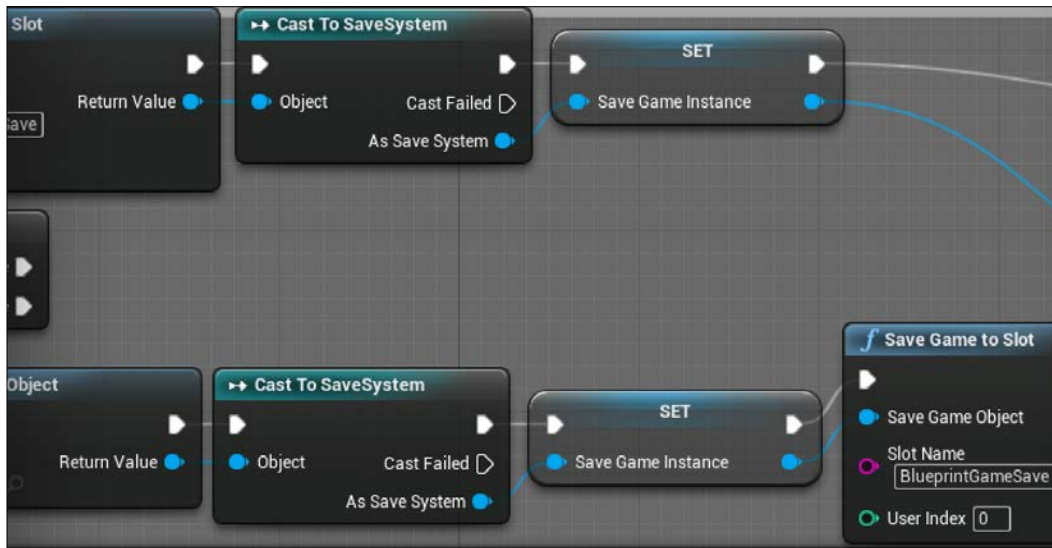 Slot
Return Value
Save
Cast To SaveSystem
Object
Cast Failed
As Save System
SET
Save Game Instance
Object
Return Value
Cast To SaveSystem
Object
Cast Failed
As Save System
SET
Save Game Instance
f Save Game to Slot
Save Game Object
Slot Name
BlueprintGameSave
User Index 0